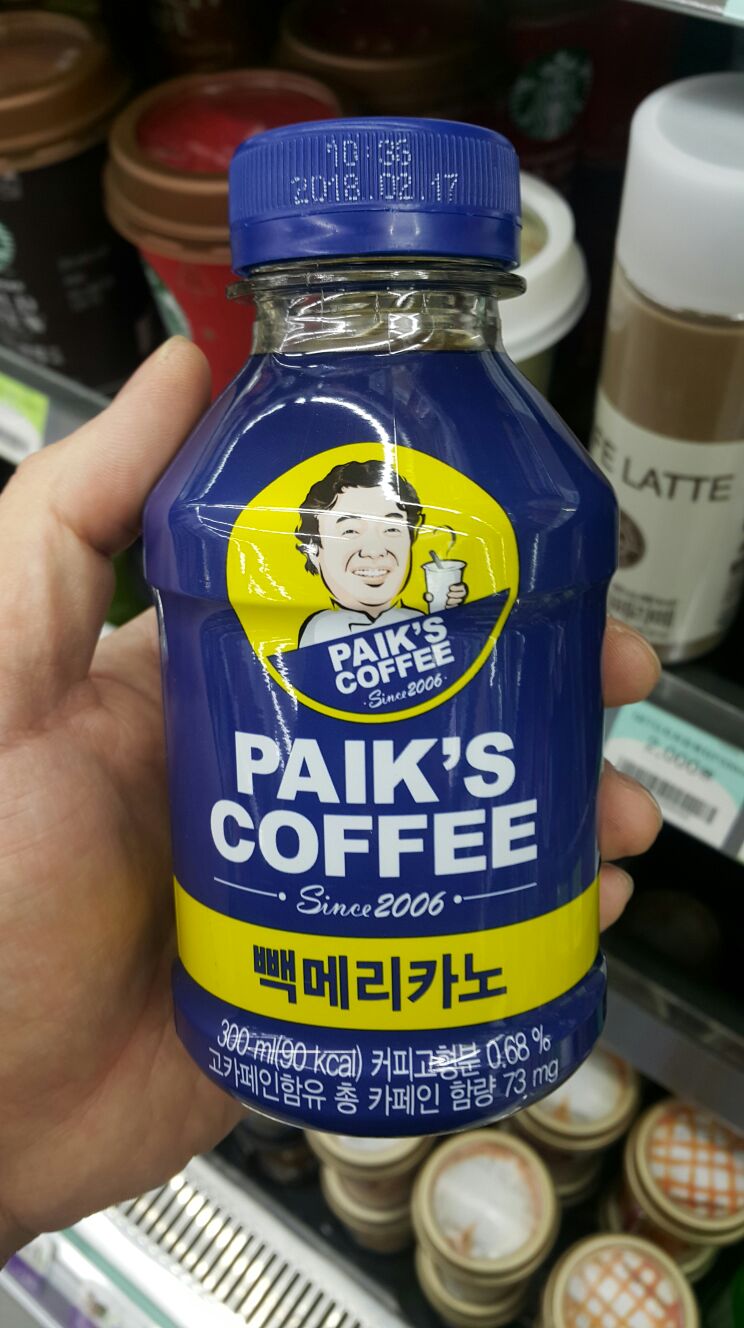 10:36
2018 02.17
PAIK'S
COFFEE
Since 2006
PAIK'S
COFFEE
Since 2006
빽메리카노
300 ml(90 kcal) 커피고형분 0.68 %
고카페인함유 총 카페인 함량 73 mg
LATTE
2,000